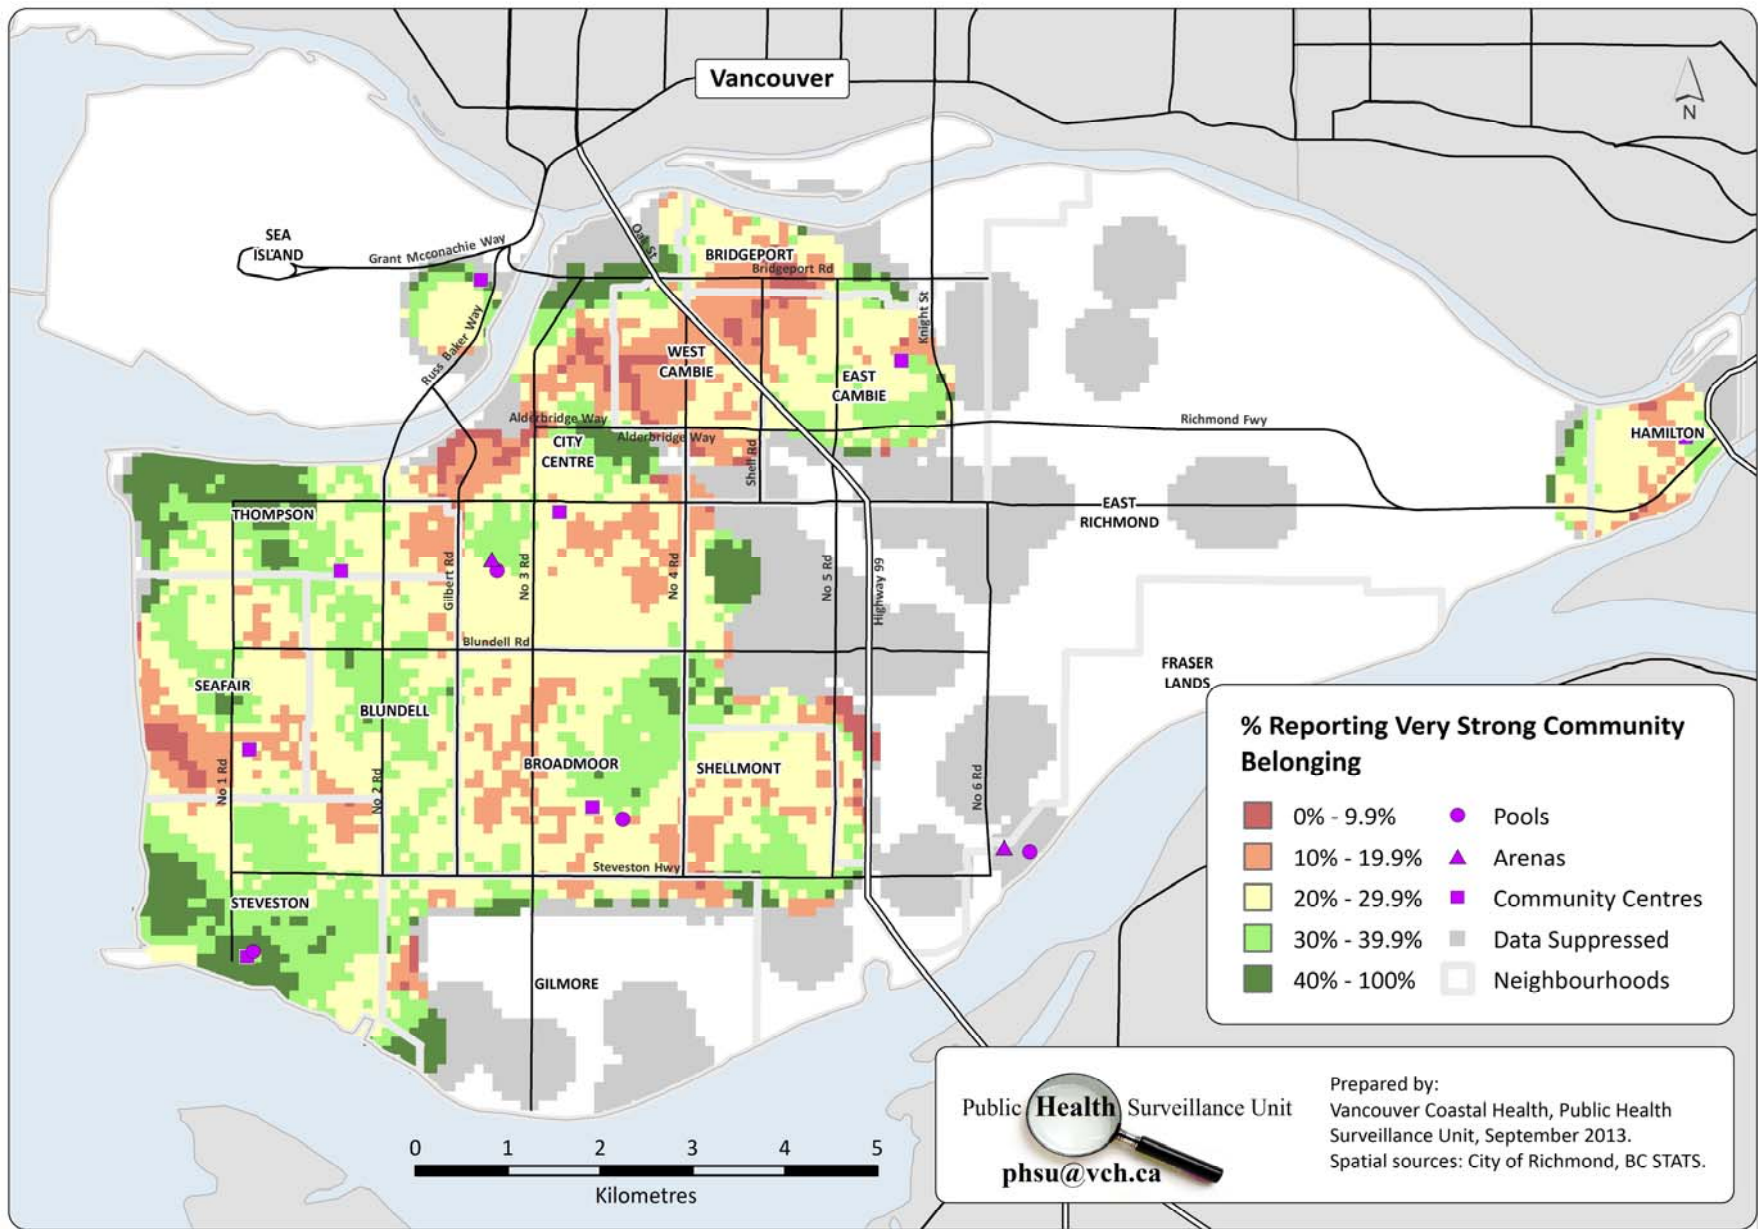 Vancouver
N
SEA
ISLAND
Grant Mcconachie Way
Oak St
BRIDGEPORT
Bridgeport Rd
Russ Baker Way
Knight St
WEST
CAMBIE
EAST
CAMBIE
Alderbridge Way
Alderbridge Way
Richmond Fwy
CITY
CENTRE
Shell Rd
HAMILTON
THOMPSON
EAST
RICHMOND
Gilbert Rd
No 3 Rd
No 4 Rd
No 5 Rd
Highway 99
Blundell Rd
FRASER
LANDS
SEAFAIR
BLUNDELL
BROADMOOR
SHELLMONT
No 1 Rd
No 2 Rd
No 6 Rd
Steveston Hwy
STEVESTON
GILMORE
% Reporting Very Strong Community
Belonging
0% - 9.9%
Pools
10% - 19.9%
Arenas
20% - 29.9%
Community Centres
30% - 39.9%
Data Suppressed
40% - 100%
Neighbourhoods
0 1 2 3 4 5
Kilometres
Public Health Surveillance Unit
phsu@vch.ca
Prepared by:
Vancouver Coastal Health, Public Health
Surveillance Unit, September 2013.
Spatial sources: City of Richmond, BC STATS.